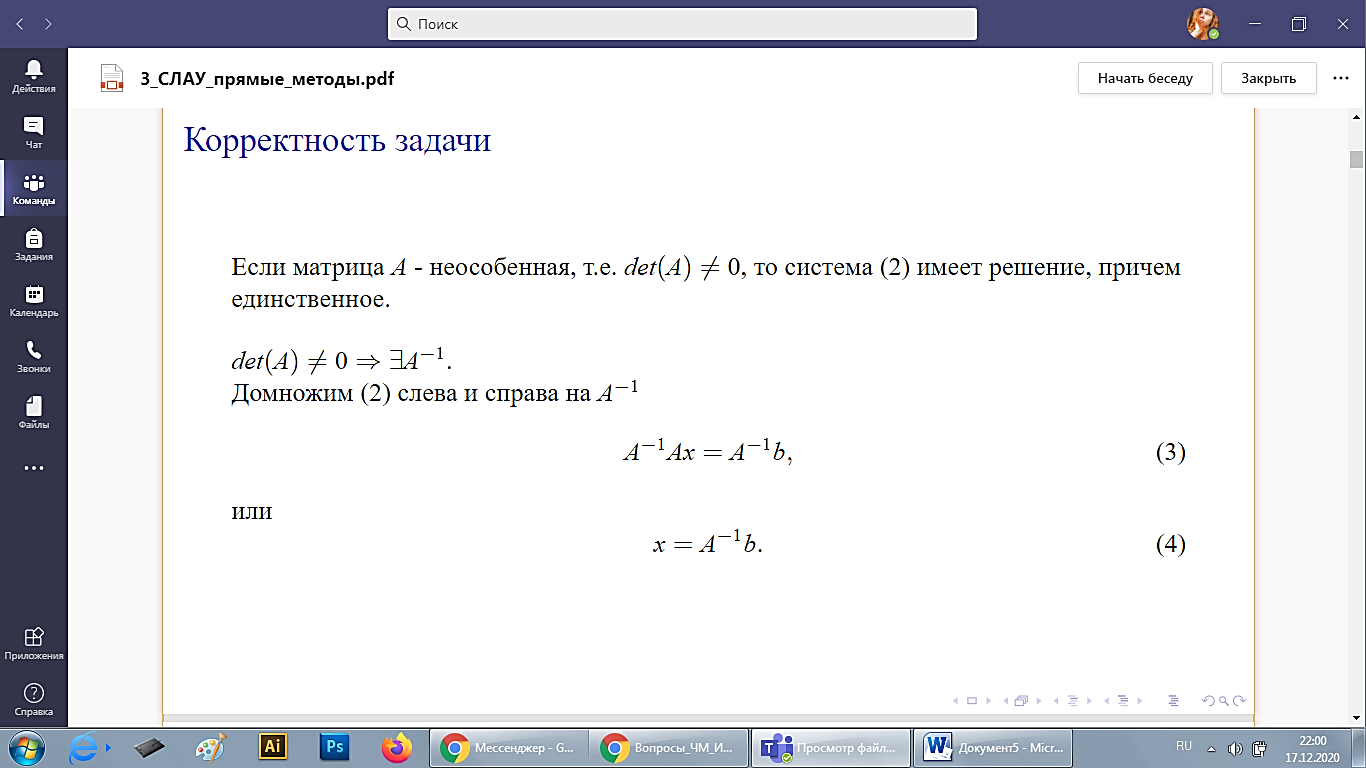 Поиск
Действия
Чат
Команды
Задания
Календарь
Звонки
Файлы
Приложения
Справка
3_СЛАУ_прямые_методы.pdf
Начать беседу
Закрыть
Корректность задачи
Если матрица A - неособенная, т.е. det(A) ≠ 0, то система (2) имеет решение, причем
единственное.
det(A) ≠ 0 ⇒ ∃A⁻¹.
Домножим (2) слева и справа на A⁻¹
A⁻¹Ax = A⁻¹b, (3)
или
x = A⁻¹b. (4)
Ai
Ps
Мессенджер - G...
Вопросы_ЧМ_И...
Просмотр файл...
Документ5 - Micr...
RU
22:00
17.12.2020